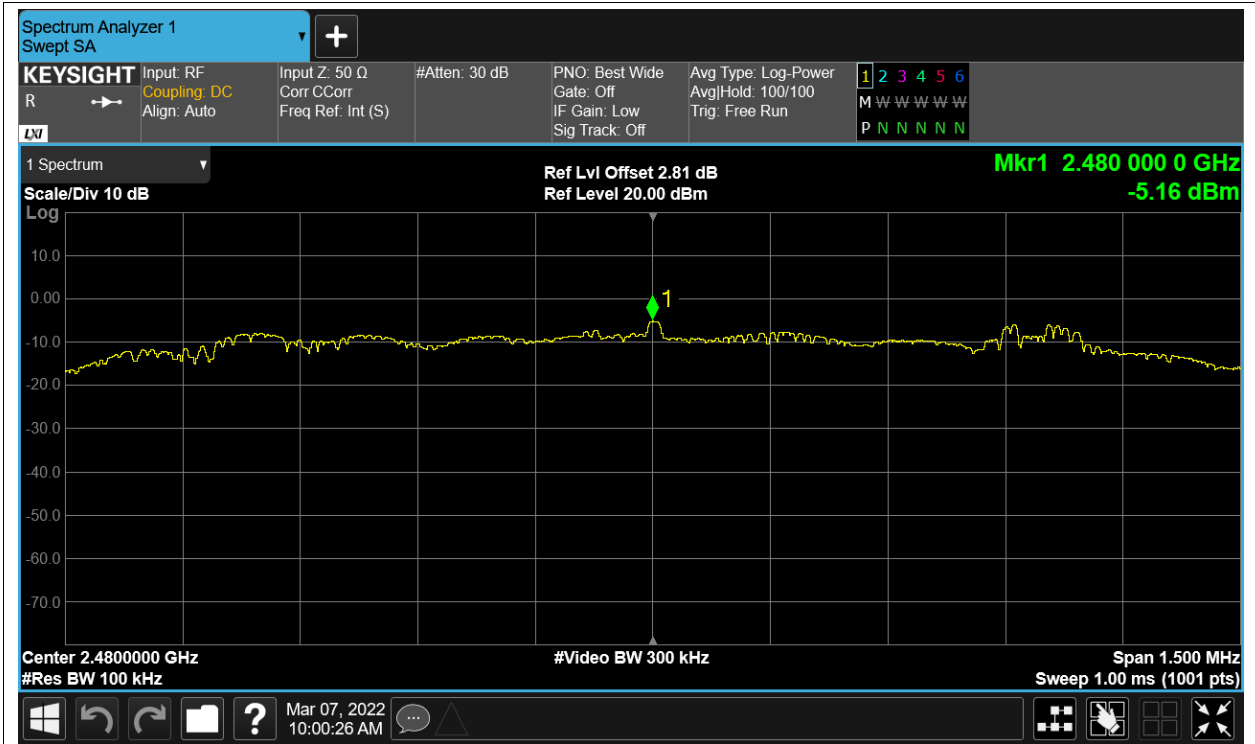 Spectrum Analyzer 1
Swept SA
+
KEYSIGHT
R
LXI
Input: RF
Coupling: DC
Align: Auto
Input Z: 50 Ω
Corr CCorr
Freq Ref: Int (S)
#Atten: 30 dB
PNO: Best Wide
Gate: Off
IF Gain: Low
Sig Track: Off
Avg Type: Log-Power
Avg|Hold: 100/100
Trig: Free Run
1 2 3 4 5 6
M W W W W W
P N N N N N
1 Spectrum
Scale/Div 10 dB
Log
Ref Lvl Offset 2.81 dB
Ref Level 20.00 dBm
Mkr1 2.480 000 0 GHz
-5.16 dBm
10.0
0.00
-10.0
-20.0
-30.0
-40.0
-50.0
-60.0
-70.0
1
Center 2.4800000 GHz
#Res BW 100 kHz
#Video BW 300 kHz
Span 1.500 MHz
Sweep 1.00 ms (1001 pts)
?
Mar 07, 2022
10:00:26 AM